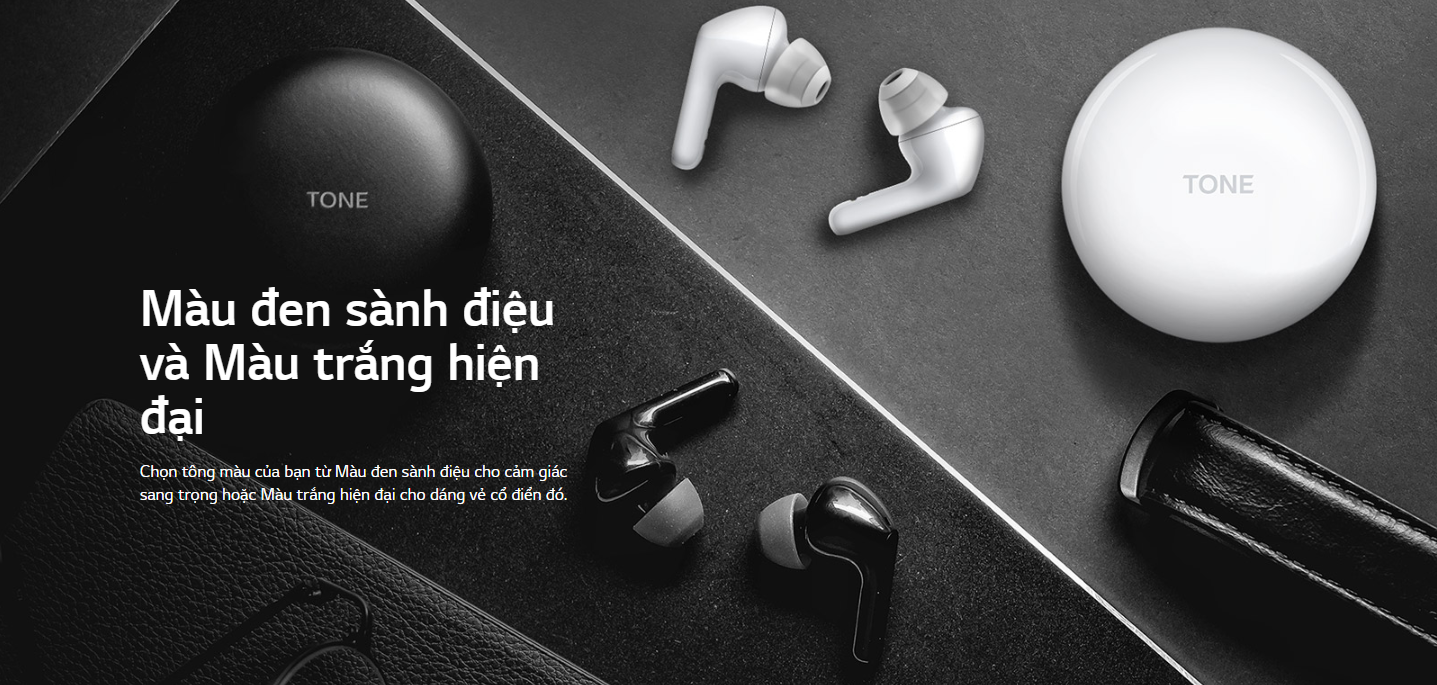 TONE
TONE
Màu đen sành điệu
và Màu trắng hiện
đại
Chọn tông màu của bạn từ Màu đen sành điệu cho cảm giác
sang trọng hoặc Màu trắng hiện đại cho dáng vẻ cổ điển đó.